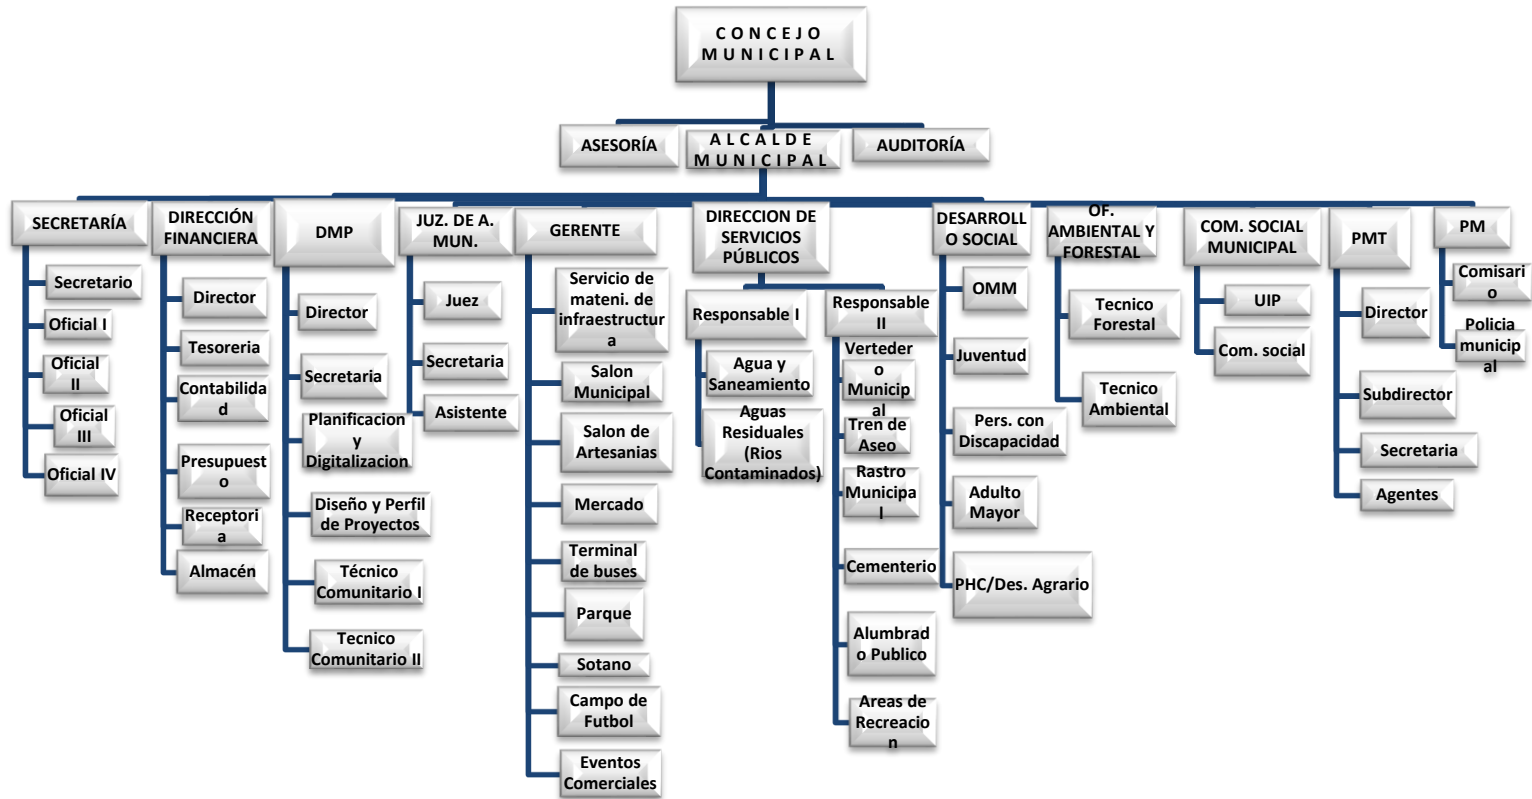 C O N C E J O
M U N I C I P A L
ASESORÍA
A L C A L D E
M U N I C I P A L
AUDITORÍA
SECRETARÍA
Secretario
Oficial I
Oficial
II
Oficial
III
Oficial IV
DIRECCIÓN
FINANCIERA
Director
Tesoreria
Contabilida
d
Presupuest
o
Receptori
a
Almacén
DMP
Director
Secretaria
Planificacion
y
Digitalizacion
Diseño y Perfil
de Proyectos
Técnico
Comunitario I
Tecnico
Comunitario II
JUZ. DE A.
MUN.
Juez
Secretaria
Asistente
GERENTE
Servicio de
mateni. de
infraestructur
a
Salon
Municipal
Salon de
Artesanias
Mercado
Terminal
de buses
Parque
Sotano
Campo de
Futbol
Eventos
Comerciales
DIRECCION DE
SERVICIOS
PÚBLICOS
Responsable I
Agua y
Saneamiento
Aguas
Residuales
(Rios
Contaminados)
Responsable
II
Verteder
o
Municip
al
Tren de
Aseo
Rastro
Municipa
l
Cementerio
Alumbrad
o Publico
Areas de
Recreacio
n
DESARROLL
O SOCIAL
OMM
Juventud
Pers. con
Discapacidad
Adulto
Mayor
PHC/Des. Agrario
OF.
AMBIENTAL Y
FORESTAL
Tecnico
Forestal
Tecnico
Ambiental
COM. SOCIAL
MUNICIPAL
UIP
Com. social
PMT
Director
Subdirector
Secretaria
Agentes
PM
Comisari
o
Policia
municip
al